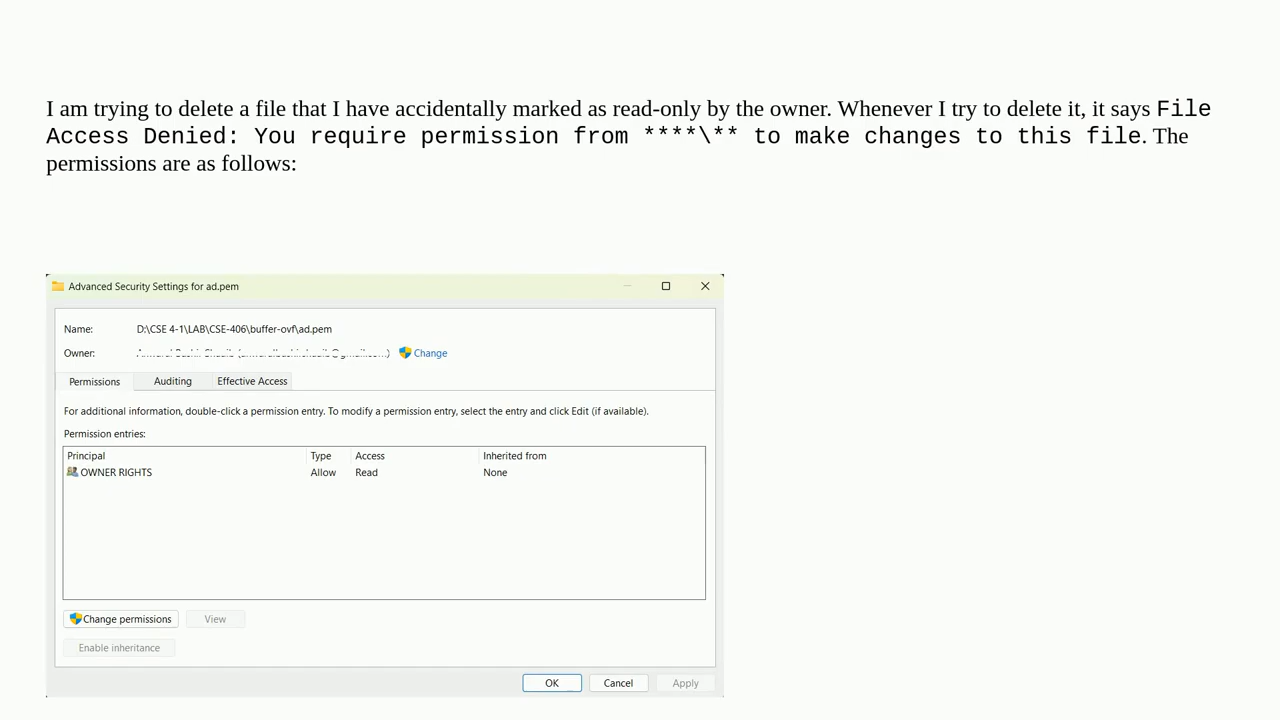 I am trying to delete a file that I have accidentally marked as read-only by the owner. Whenever I try to delete it, it says File
Access Denied: You require permission from ****\** to make changes to this file. The
permissions are as follows:
Advanced Security Settings for ad.pem
Name: D:\CSE 4-1\LAB\CSE-406\buffer-ovf\ad.pem
Owner: Change
Permissions Auditing Effective Access
For additional information, double-click a permission entry. To modify a permission entry, select the entry and click Edit (if available).
Permission entries:
Principal Type Access Inherited from
OWNER RIGHTS Allow Read None
Change permissions View
Enable inheritance
OK Cancel Apply